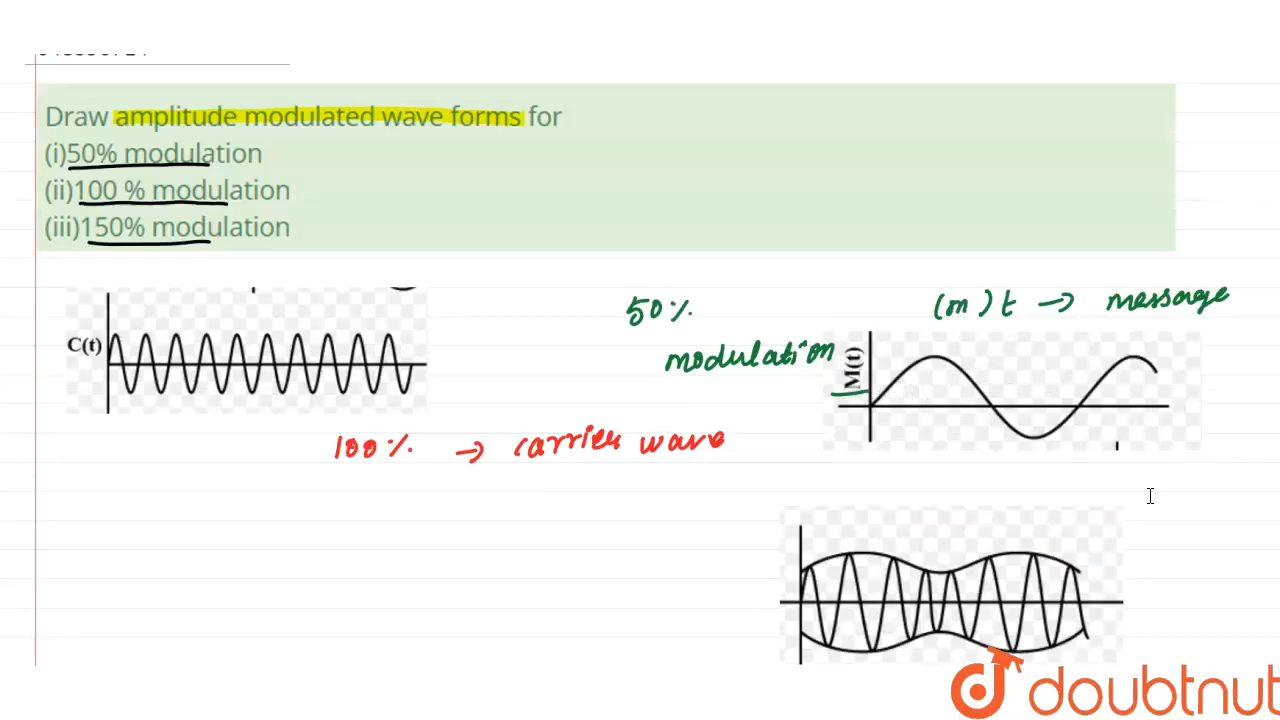 Draw amplitude modulated wave forms for
(i)50% modulation
(ii)100 % modulation
(iii)150% modulation
C(t)
50%
modulation
(m) t → message
M(t)
100% → carrier wave
doubtnut